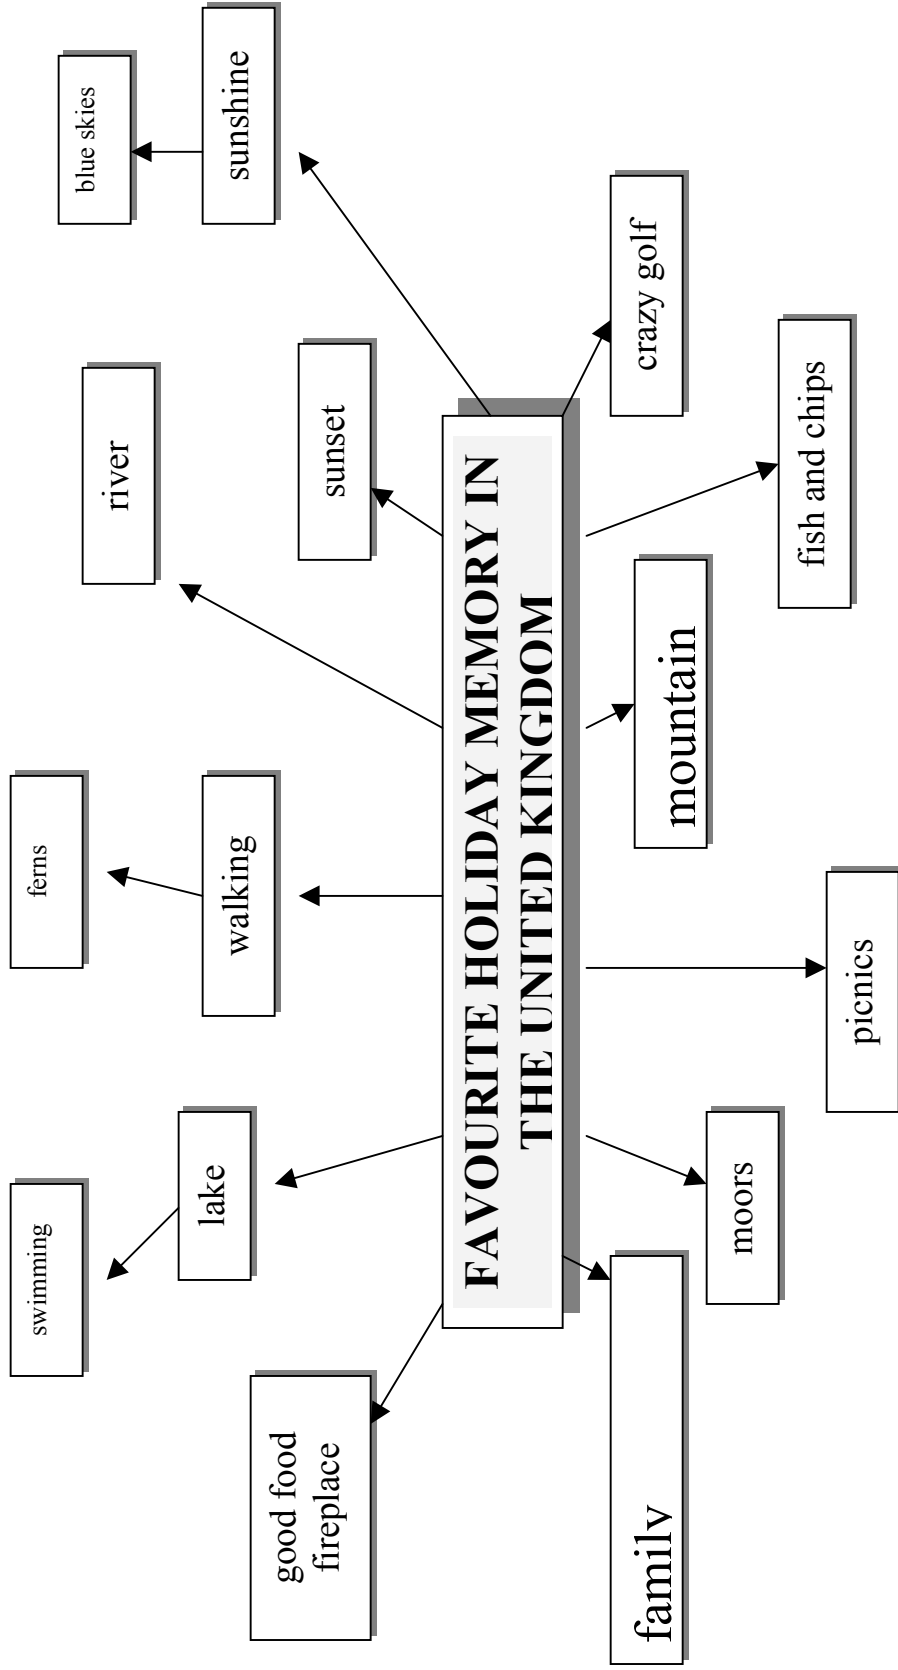 swimming
ferns
blue skies
river
lake
walking
sunshine
good food
fireplace
sunset
FAVOURITE HOLIDAY MEMORY IN
THE UNITED KINGDOM
family
crazy golf
mountain
moors
fish and chips
picnics